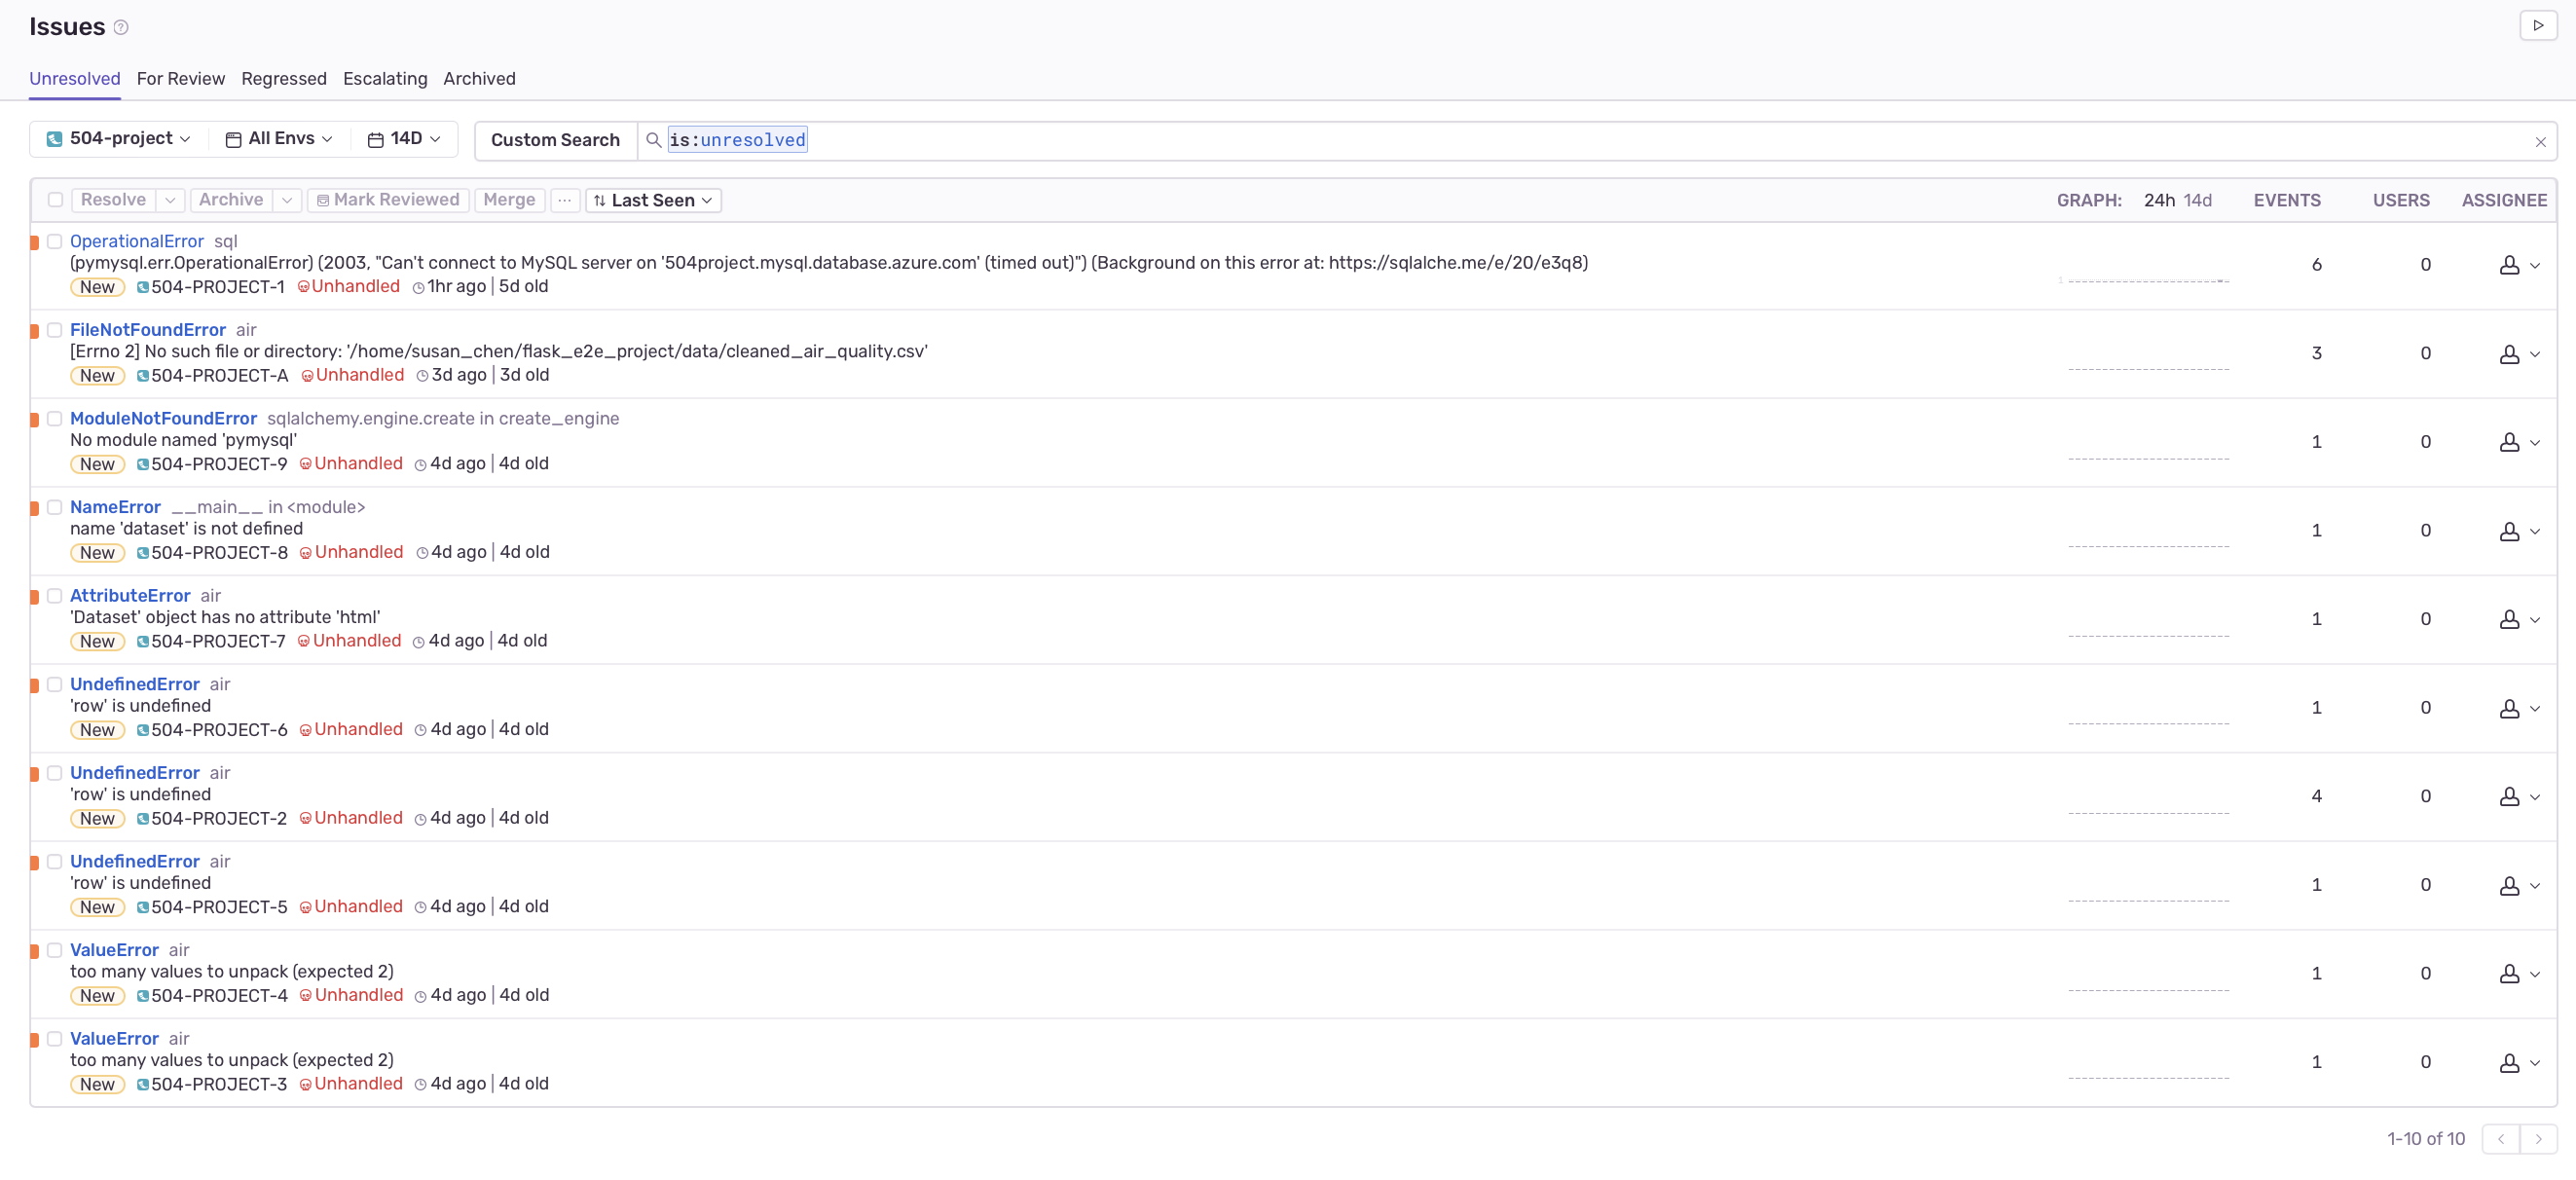 Issues
Unresolved For Review Regressed Escalating Archived
504-project All Envs 14D Custom Search is:unresolved
Resolve Archive Mark Reviewed Merge ... Last Seen GRAPH: 24h 14d EVENTS USERS ASSIGNEE
OperationalError sql
(pymysql.err.OperationalError) (2003, "Can't connect to MySQL server on '504project.mysql.database.azure.com' (timed out)") (Background on this error at: https://sqlalche.me/e/20/e3q8)
1 6 0
New 504-PROJECT-1 Unhandled 1hr ago | 5d old
FileNotFoundError air
[Errno 2] No such file or directory: '/home/susan_chen/flask_e2e_project/data/cleaned_air_quality.csv'
3 0
New 504-PROJECT-A Unhandled 3d ago | 3d old
ModuleNotFoundError sqlalchemy.engine.create in create_engine
No module named 'pymysql'
1 0
New 504-PROJECT-9 Unhandled 4d ago | 4d old
NameError __main__ in <module>
name 'dataset' is not defined
1 0
New 504-PROJECT-8 Unhandled 4d ago | 4d old
AttributeError air
'Dataset' object has no attribute 'html'
1 0
New 504-PROJECT-7 Unhandled 4d ago | 4d old
UndefinedError air
'row' is undefined
1 0
New 504-PROJECT-6 Unhandled 4d ago | 4d old
UndefinedError air
'row' is undefined
4 0
New 504-PROJECT-2 Unhandled 4d ago | 4d old
UndefinedError air
'row' is undefined
1 0
New 504-PROJECT-5 Unhandled 4d ago | 4d old
ValueError air
too many values to unpack (expected 2)
1 0
New 504-PROJECT-4 Unhandled 4d ago | 4d old
ValueError air
too many values to unpack (expected 2)
1 0
New 504-PROJECT-3 Unhandled 4d ago | 4d old
1-10 of 10